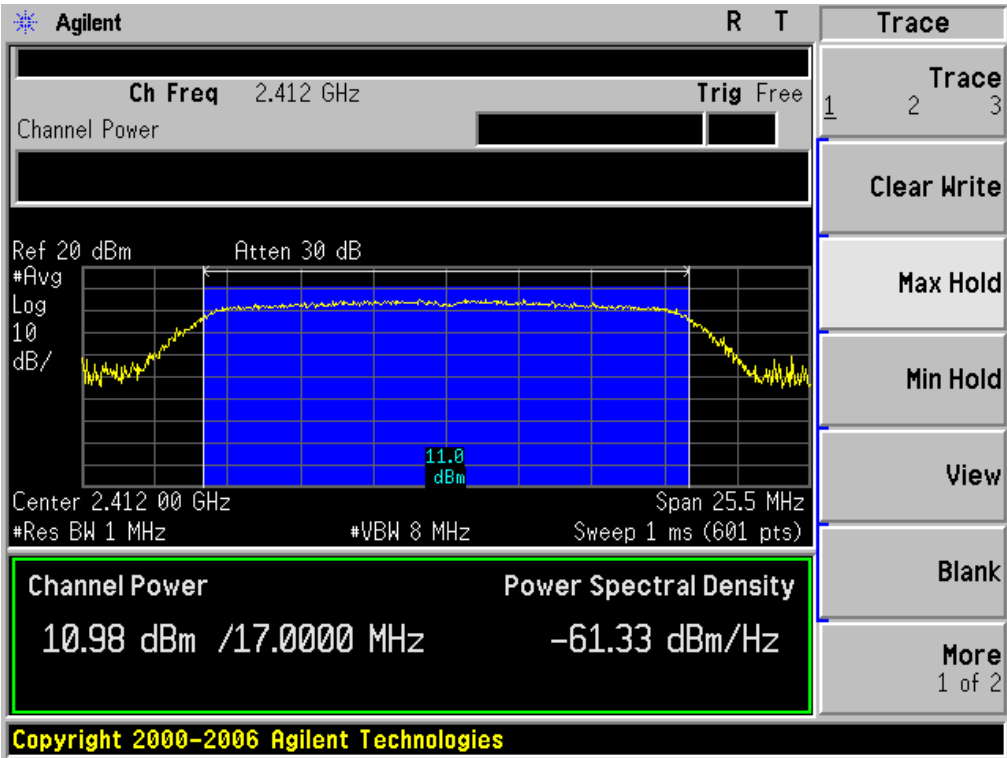 Agilent R T
Ch Freq 2.412 GHz Trig Free
Channel Power
Ref 20 dBm Atten 30 dB
#Avg
Log
10
dB/
11.0
dBm
Center 2.412 00 GHz Span 25.5 MHz
#Res BW 1 MHz #VBW 8 MHz Sweep 1 ms (601 pts)
Channel Power Power Spectral Density
10.98 dBm /17.0000 MHz -61.33 dBm/Hz
Copyright 2000-2006 Agilent Technologies
Trace
Trace
1 2 3
Clear Write
Max Hold
Min Hold
View
Blank
More
1 of 2